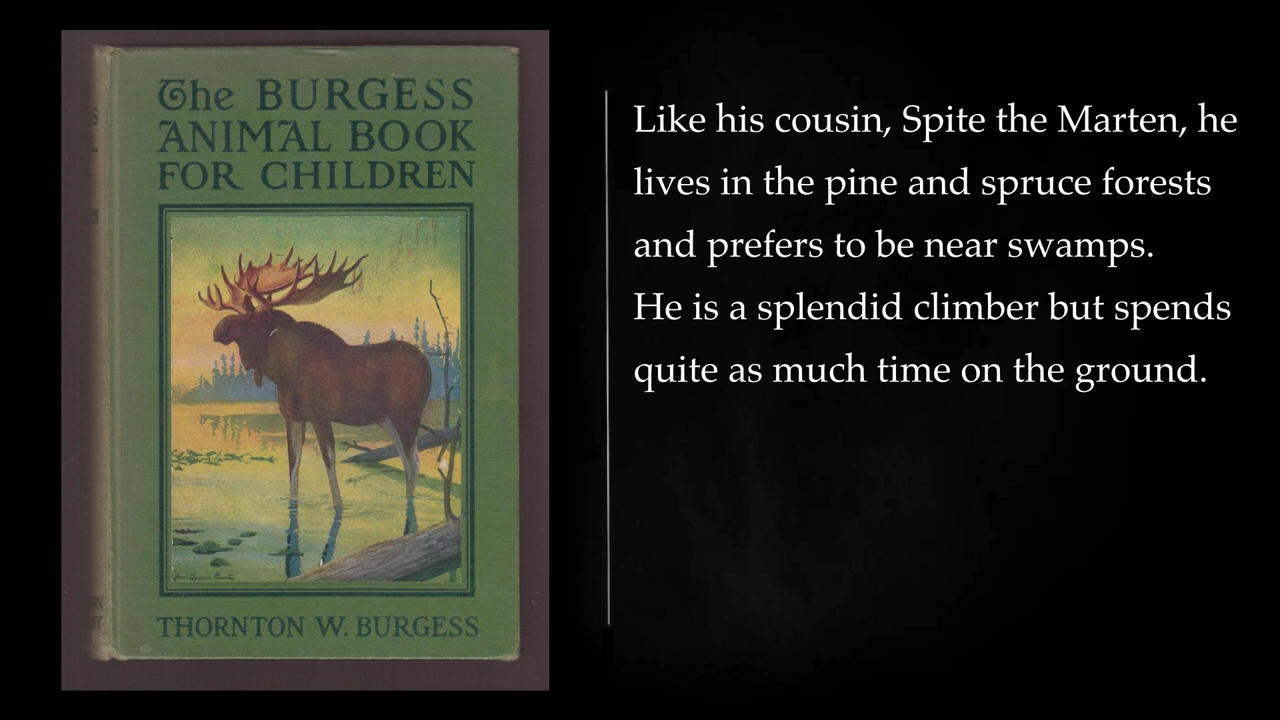 The BURGESS
ANIMAL BOOK
FOR CHILDREN
THORNTON W. BURGESS
Like his cousin, Spite the Marten, he
lives in the pine and spruce forests
and prefers to be near swamps.
He is a splendid climber but spends
quite as much time on the ground.